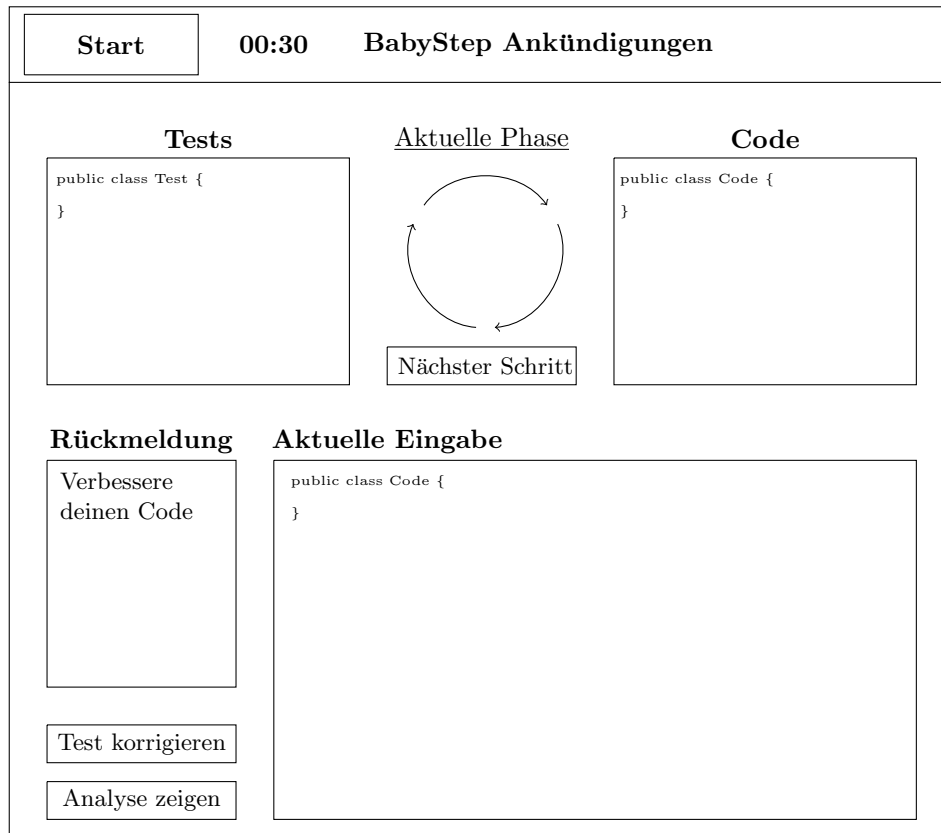 Start 00:30 BabyStep Ankündigungen
Tests
Aktuelle Phase
Code
public class Test {
}
public class Code {
}
Nächster Schritt
Rückmeldung
Aktuelle Eingabe
Verbessere
deinen Code
public class Code {
}
Test korrigieren
Analyse zeigen